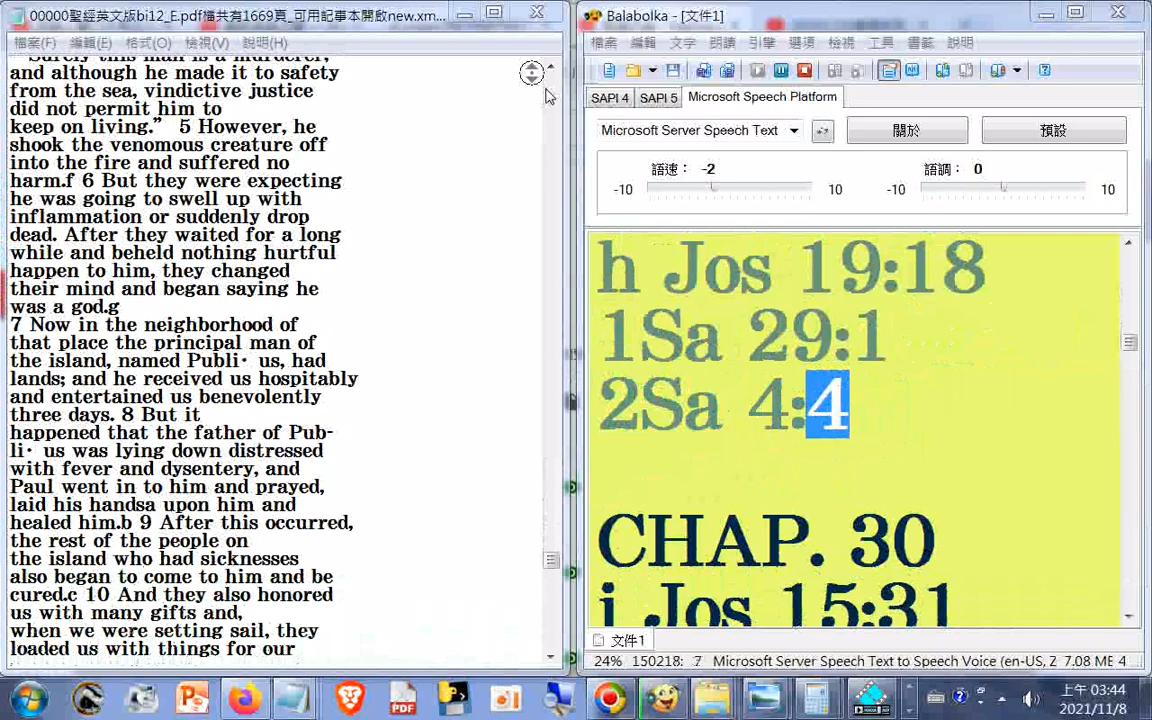 00000聖經英文版bi12_E.pdf檔共有1669頁_可用記事本開啟new.xm...
檔案(F) 編輯(E) 格式(O) 檢視(V) 說明(H)
"Surely this man is a murderer,
and although he made it to safety
from the sea, vindictive justice
did not permit him to
keep on living.” 5 However, he
shook the venomous creature off
into the fire and suffered no
harm.f 6 But they were expecting
he was going to swell up with
inflammation or suddenly drop
dead. After they waited for a long
while and beheld nothing hurtful
happen to him, they changed
their mind and began saying he
was a god.g
7 Now in the neighborhood of
that place the principal man of
the island, named Publi· us, had
lands; and he received us hospitably
and entertained us benevolently
three days. 8 But it
happened that the father of Pub-
li· us was lying down distressed
with fever and dysentery, and
Paul went in to him and prayed,
laid his handsa upon him and
healed him.b 9 After this occurred,
the rest of the people on
the island who had sicknesses
also began to come to him and be
cured.c 10 And they also honored
us with many gifts and,
when we were setting sail, they
loaded us with things for our
Balabolka - [文件1]
檔案 編輯 文字 朗讀 引擎 選項 檢視 工具 書籤 說明
SAPI 4 SAPI 5 Microsoft Speech Platform
Microsoft Server Speech Text 關於 預設
語速： -2 語調： 0
-10 10 -10 10
h Jos 19:18
1Sa 29:1
2Sa 4:4
CHAP. 30
i Jos 15:31
文件1
24% 150218: 7 Microsoft Server Speech Text to Speech Voice (en-US, Z 7.08 ME 4
PDF
上午 03:44
2021/11/8